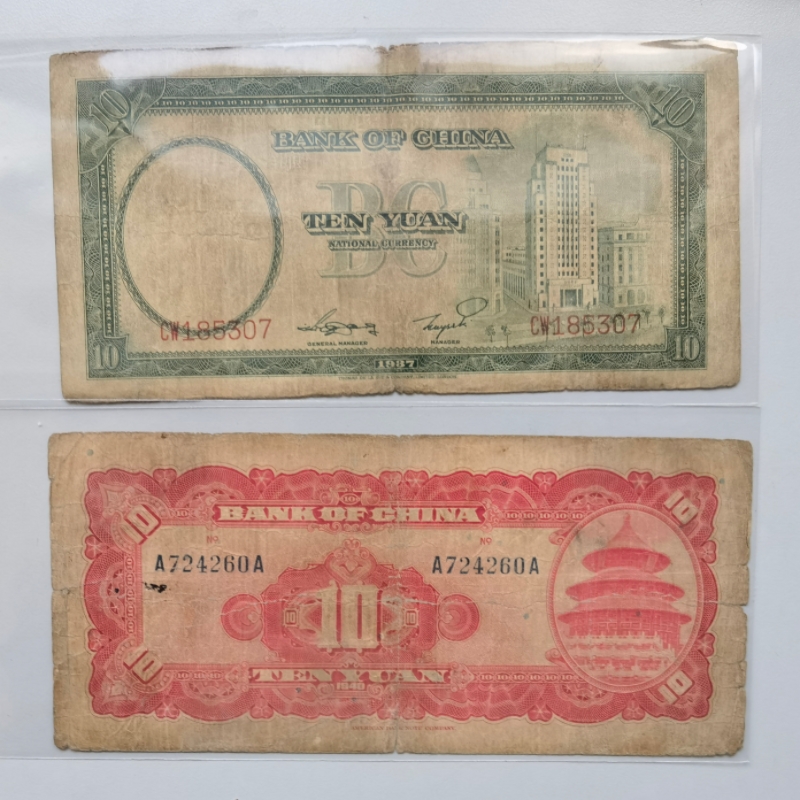 10 10
BANK OF CHINA
BC
TEN YUAN
NATIONAL CURRENCY
CW185307 CW185307
GENERAL MANAGER MANAGER
10 1937 10
10 10
BANK OF CHINA
No. No.
A724260A A724260A
10
TEN YUAN
1940
10 10